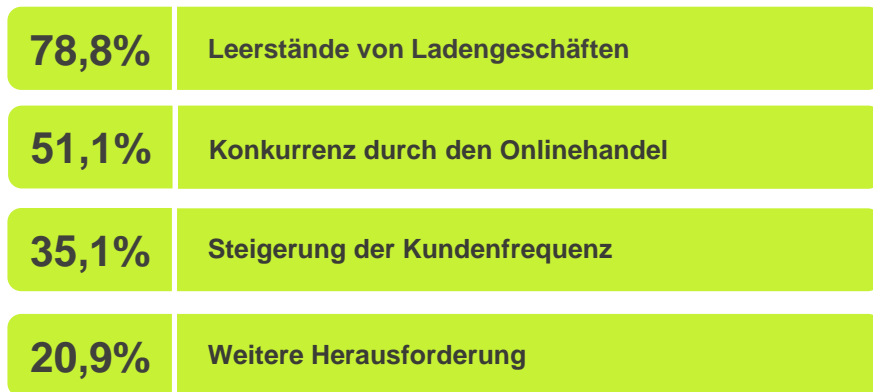 78,8% Leerstände von Ladengeschäften
51,1% Konkurrenz durch den Onlinehandel
35,1% Steigerung der Kundenfrequenz
20,9% Weitere Herausforderung